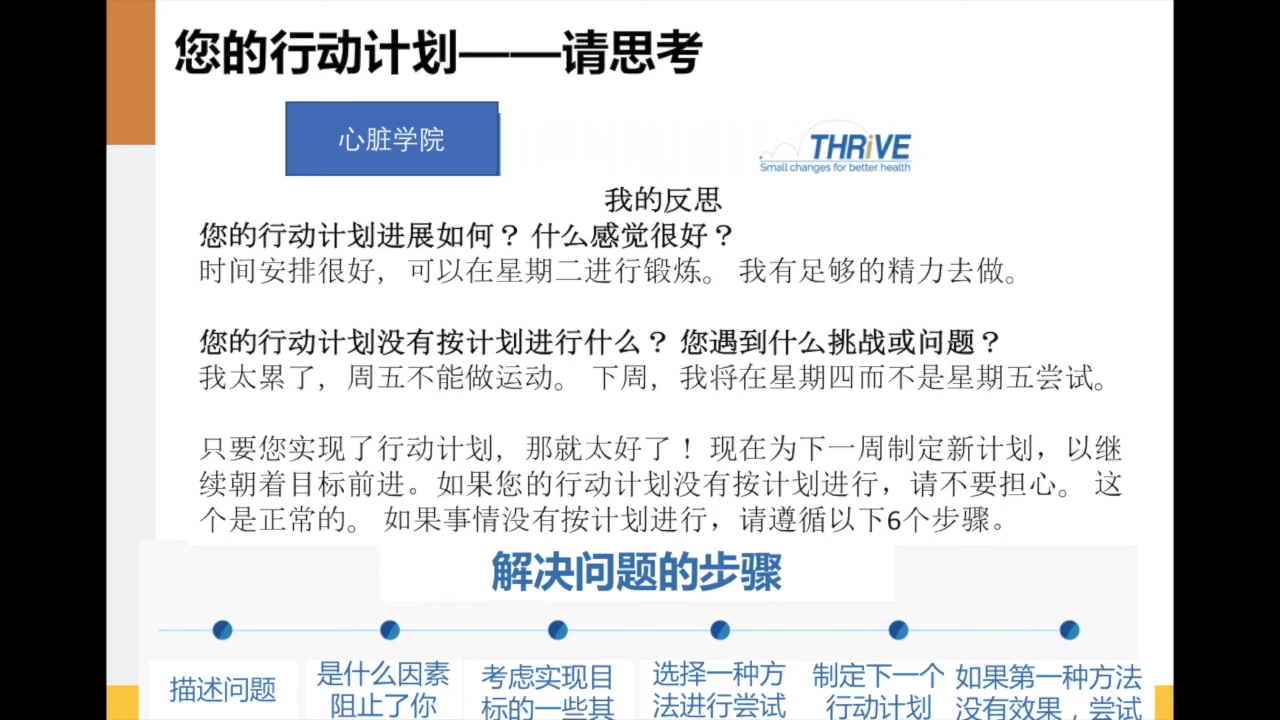 您的行动计划——请思考
心脏学院
THRiVE
Small changes for better health
我的反思
您的行动计划进展如何？ 什么感觉很好？
时间安排很好，可以在星期二进行锻炼。 我有足够的精力去做。
您的行动计划没有按计划进行什么？ 您遇到什么挑战或问题？
我太累了，周五不能做运动。 下周，我将在星期四而不是星期五尝试。
只要您实现了行动计划，那就太好了！ 现在为下一周制定新计划，以继
续朝着目标前进。如果您的行动计划没有按计划进行，请不要担心。 这
个是正常的。 如果事情没有按计划进行，请遵循以下6个步骤。
解决问题的步骤
描述问题
是什么因素
阻止了你
考虑实现目
标的一些其
选择一种方
法进行尝试
制定下一个
行动计划
如果第一种方法
没有效果，尝试